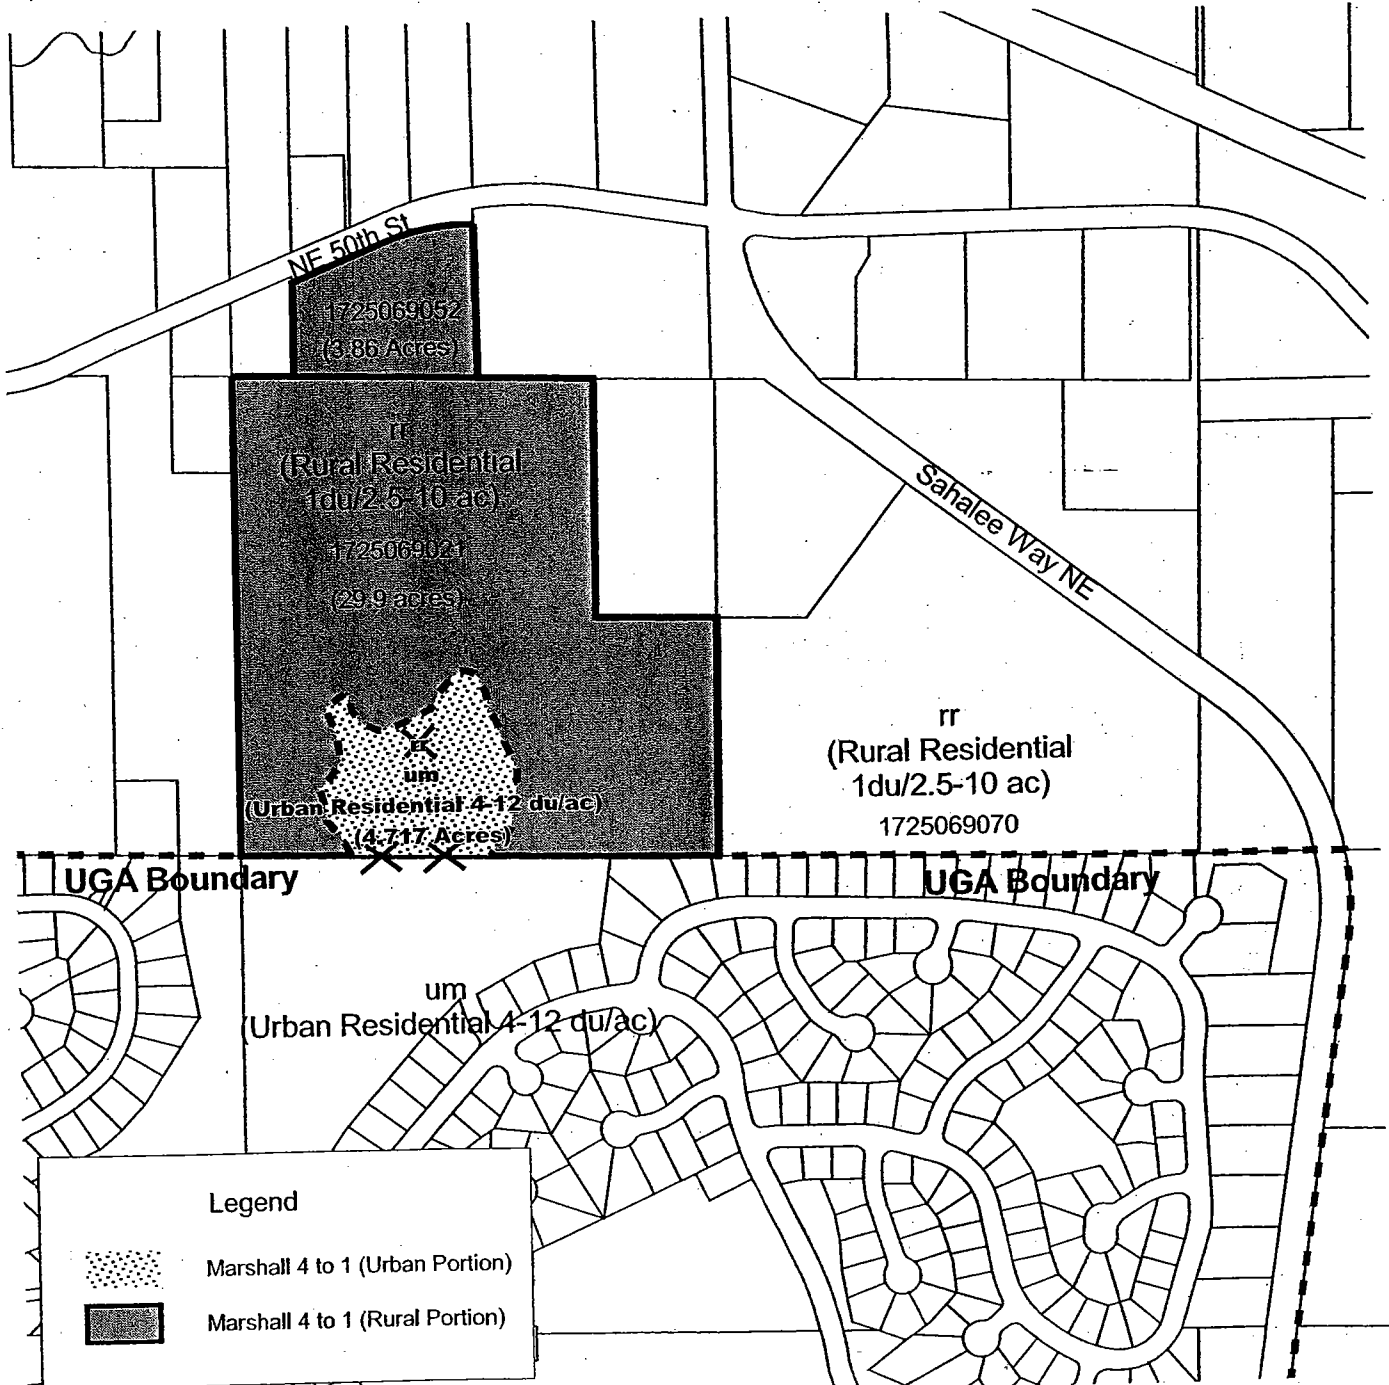 NE 50th St
1725069052
(3.86 Acres)
rr
(Rural Residential
1du/2.5-10 ac)
1725069021
(29.9 acres)
Sahalee Way NE
rr
um
(Urban Residential 4-12 du/ac)
(4.717 Acres)
rr
(Rural Residential
1du/2.5-10 ac)
1725069070
UGA Boundary
UGA Boundary
um
(Urban Residential 4-12 du/ac)
Legend
Marshall 4 to 1 (Urban Portion)
Marshall 4 to 1 (Rural Portion)